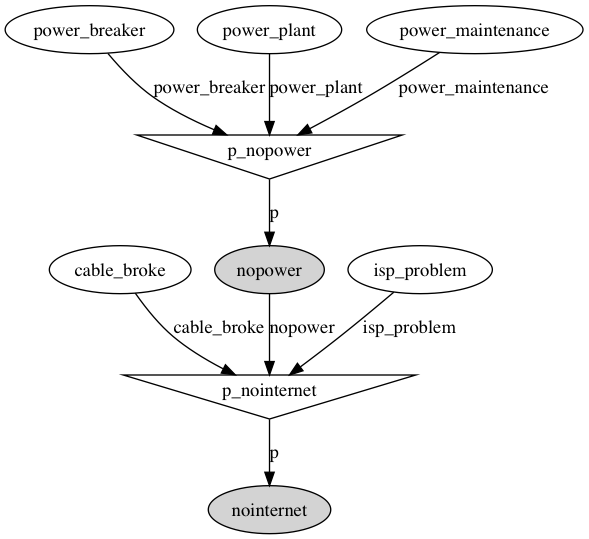 power_breaker power_plant power_maintenance
power_breaker power_plant power_maintenance
p_nopower
p
cable_broke nopower isp_problem
cable_broke nopower isp_problem
p_nointernet
p
nointernet